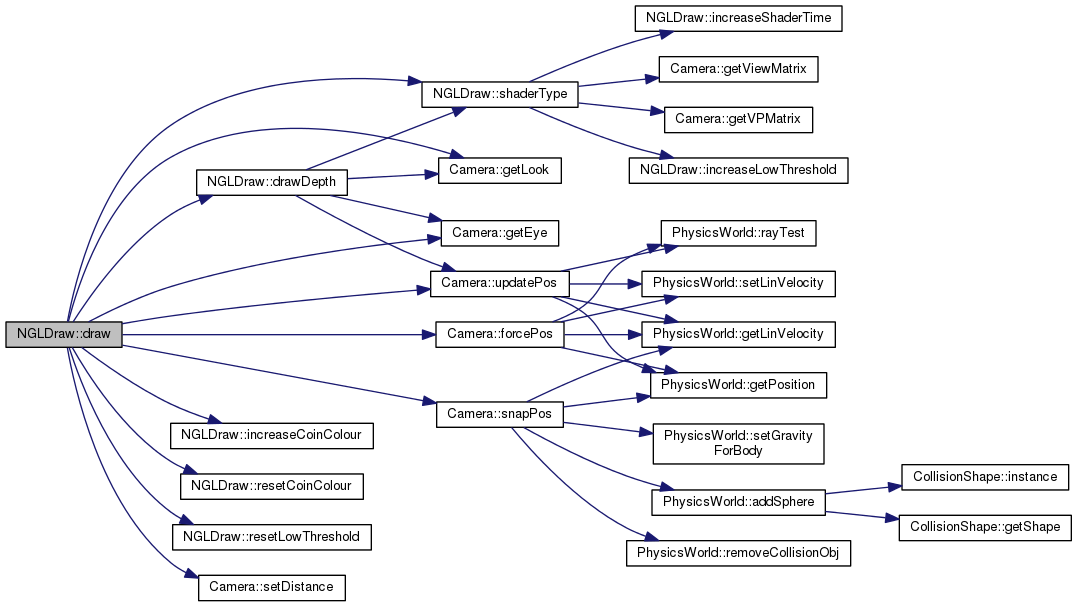 NGLDraw::increaseShaderTime
Camera::getViewMatrix
NGLDraw::shaderType
Camera::getVPMatrix
Camera::getLook
NGLDraw::increaseLowThreshold
NGLDraw::drawDepth
Camera::getEye
PhysicsWorld::rayTest
Camera::updatePos
PhysicsWorld::setLinVelocity
NGLDraw::draw
Camera::forcePos
PhysicsWorld::getLinVelocity
PhysicsWorld::getPosition
Camera::snapPos
NGLDraw::increaseCoinColour
PhysicsWorld::setGravity
ForBody
CollisionShape::instance
NGLDraw::resetCoinColour
PhysicsWorld::addSphere
CollisionShape::getShape
NGLDraw::resetLowThreshold
PhysicsWorld::removeCollisionObj
Camera::setDistance